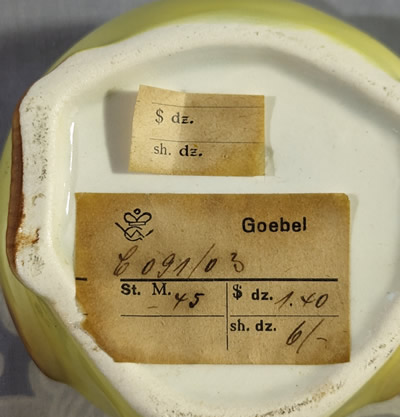 $ dz.
sh. dz.
Goebel
C 091/03
St. M. 45
$ dz. 1.40
sh. dz. 6/-